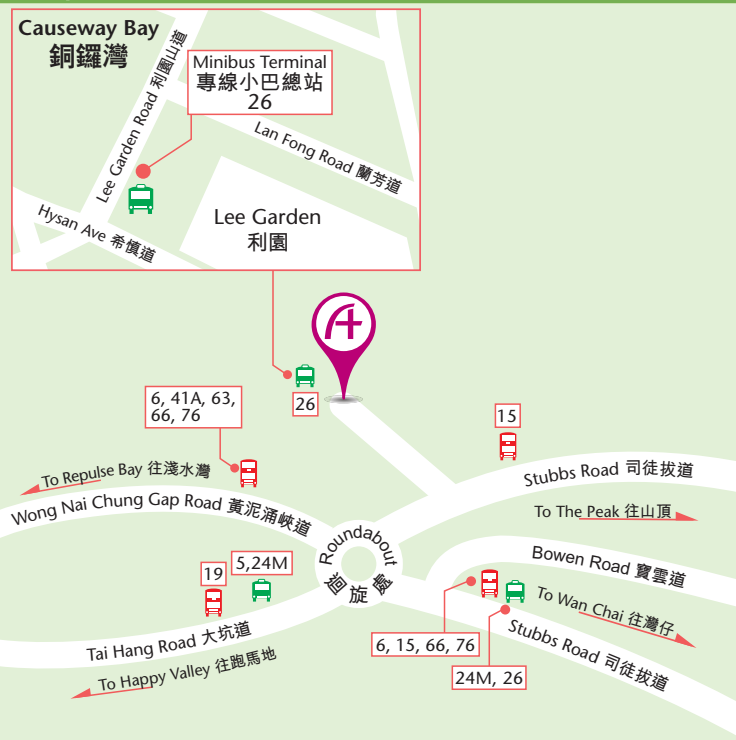 Causeway Bay
銅鑼灣
Minibus Terminal
專線小巴總站
26
Lee Garden Road 利園山道
Lan Fong Road 蘭芳道
Hysan Ave 希慎道
Lee Garden
利園
26
6, 41A, 63,
66, 76
15
To Repulse Bay 往淺水灣
Stubbs Road 司徒拔道
Wong Nai Chung Gap Road 黃泥涌峽道
To The Peak 往山頂
Roundabout
迴旋處
Bowen Road 寶雲道
19
5,24M
To Wan Chai 往灣仔
Tai Hang Road 大坑道
6, 15, 66, 76
Stubbs Road 司徒拔道
To Happy Valley 往跑馬地
24M, 26